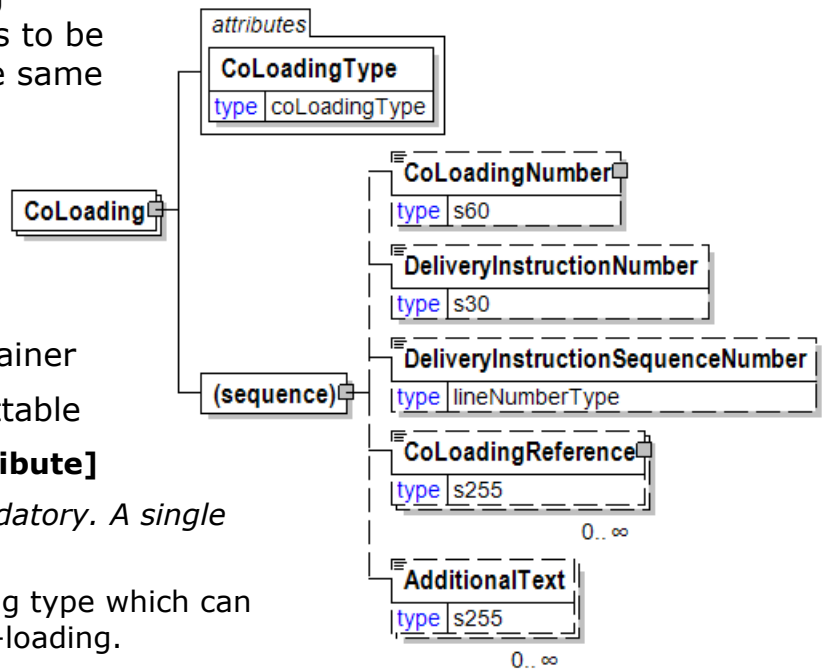 s to be
e same
attributes
CoLoadingType
type coLoadingType
CoLoading
CoLoadingNumber
type s60
DeliveryInstructionNumber
type s30
DeliveryInstructionSequenceNumber
type lineNumberType
(sequence)
CoLoadingReference
type s255
0.. ∞
AdditionalText
type s255
0.. ∞
ainer
table
ibute]
datory. A single
g type which can
-loading.